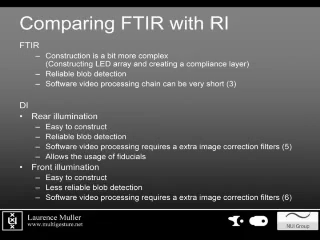 Comparing FTIR with RI
FTIR
– Construction is a bit more complex
(Constructing LED array and creating a compliance layer)
– Reliable blob detection
– Software video processing chain can be very short (3)
DI
• Rear illumination
– Easy to construct
– Reliable blob detection
– Software video processing requires a extra image correction filters (5)
– Allows the usage of fiducials
• Front illumination
– Easy to construct
– Less reliable blob detection
– Software video processing requires a extra image correction filters (6)
Laurence Muller
www.multigesture.net
NUI Group